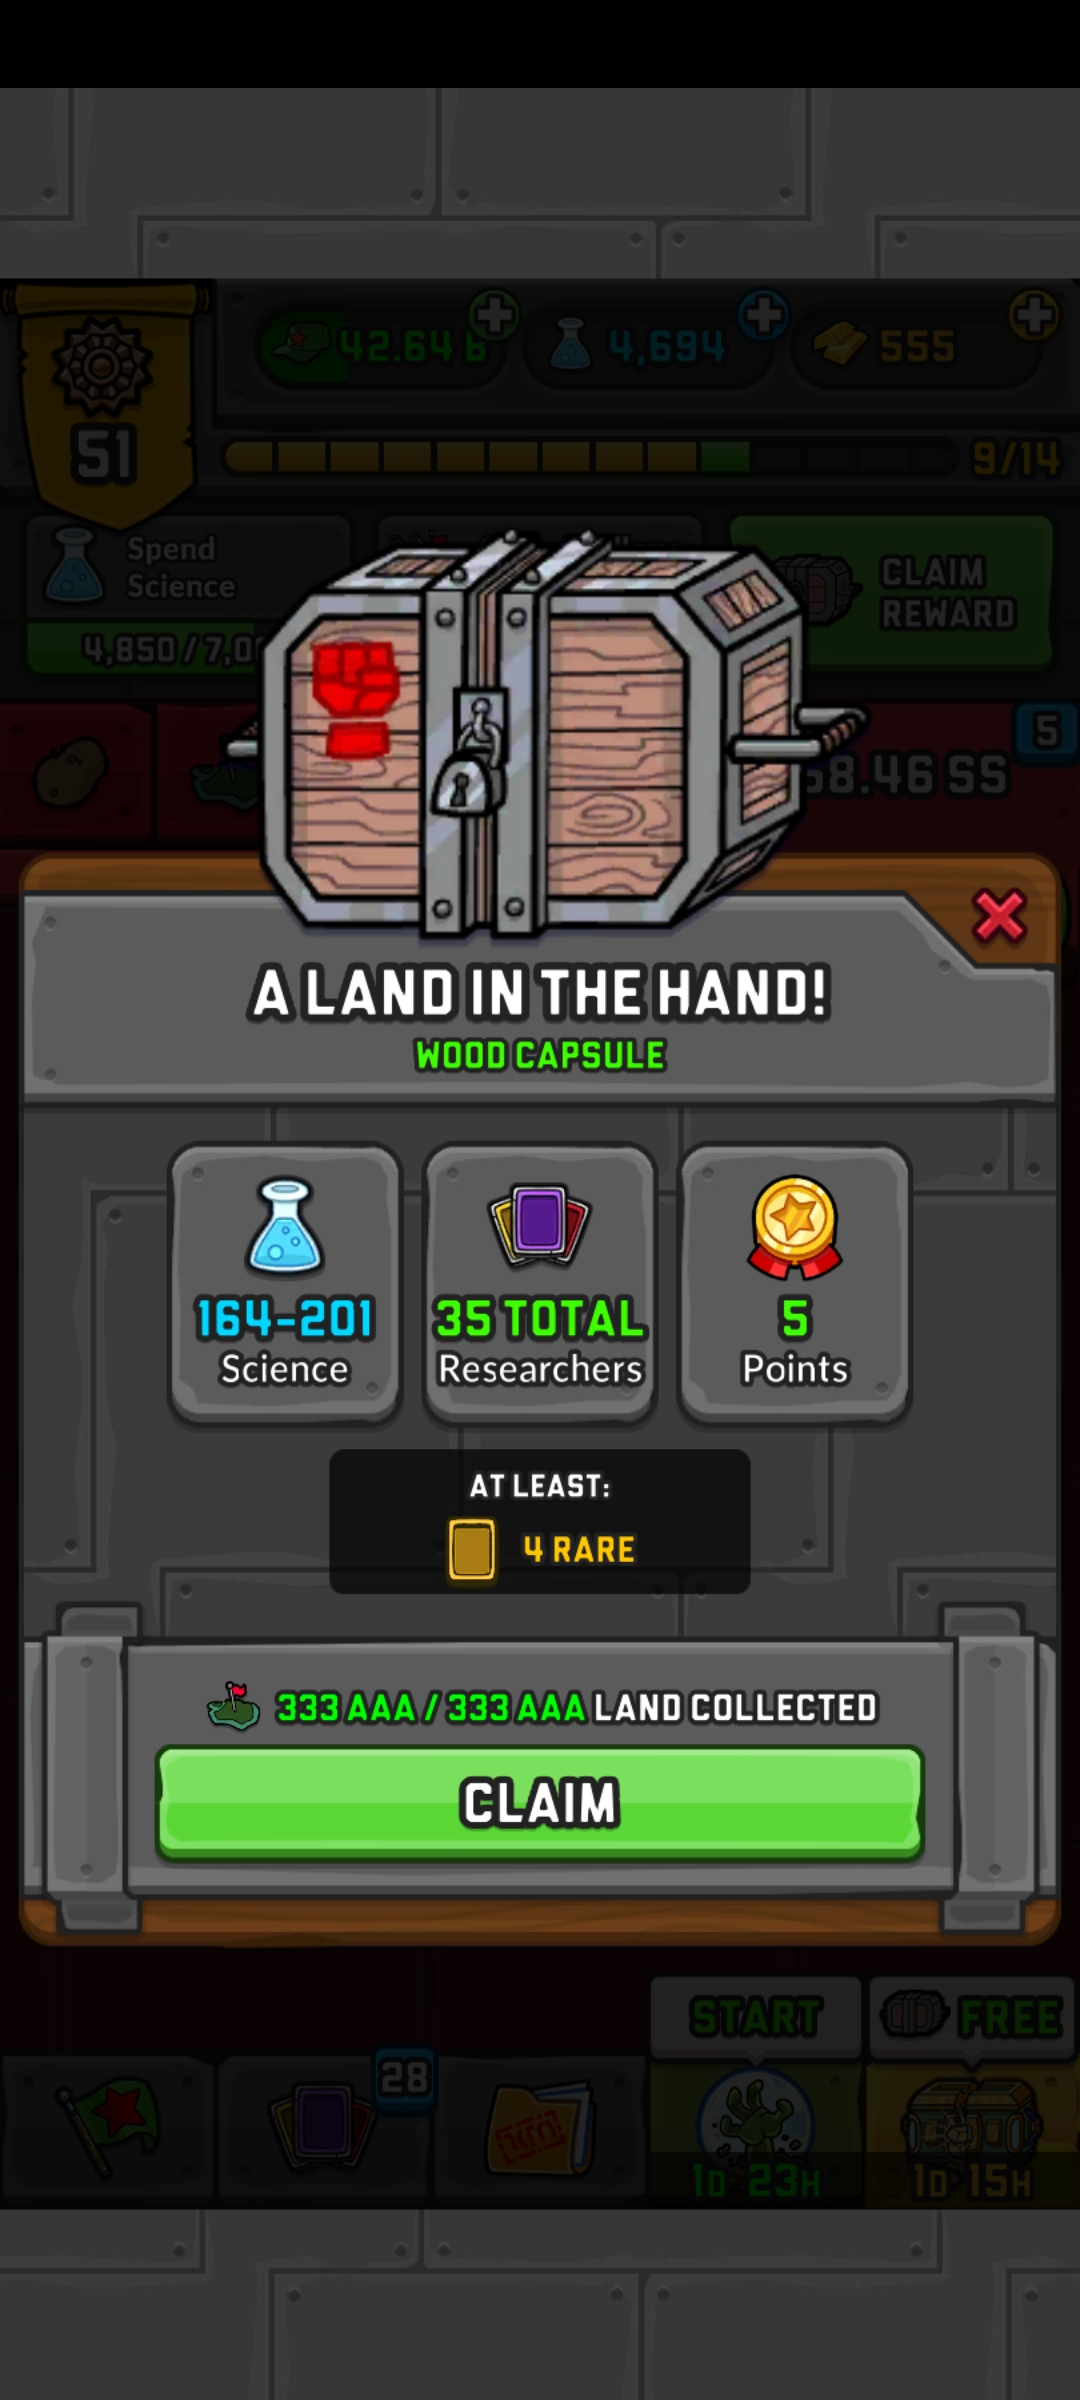 42.64 B
4,694
555
51
9/14
Spend
Science
4,850/7,0
CLAIM
REWARD
5
58.46 SS
A LAND IN THE HAND!
WOOD CAPSULE
164-201
Science
35 TOTAL
Researchers
5
Points
AT LEAST:
4 RARE
333 AAA / 333 AAA LAND COLLECTED
CLAIM
START
FREE
28
1D 23H
1D 15H